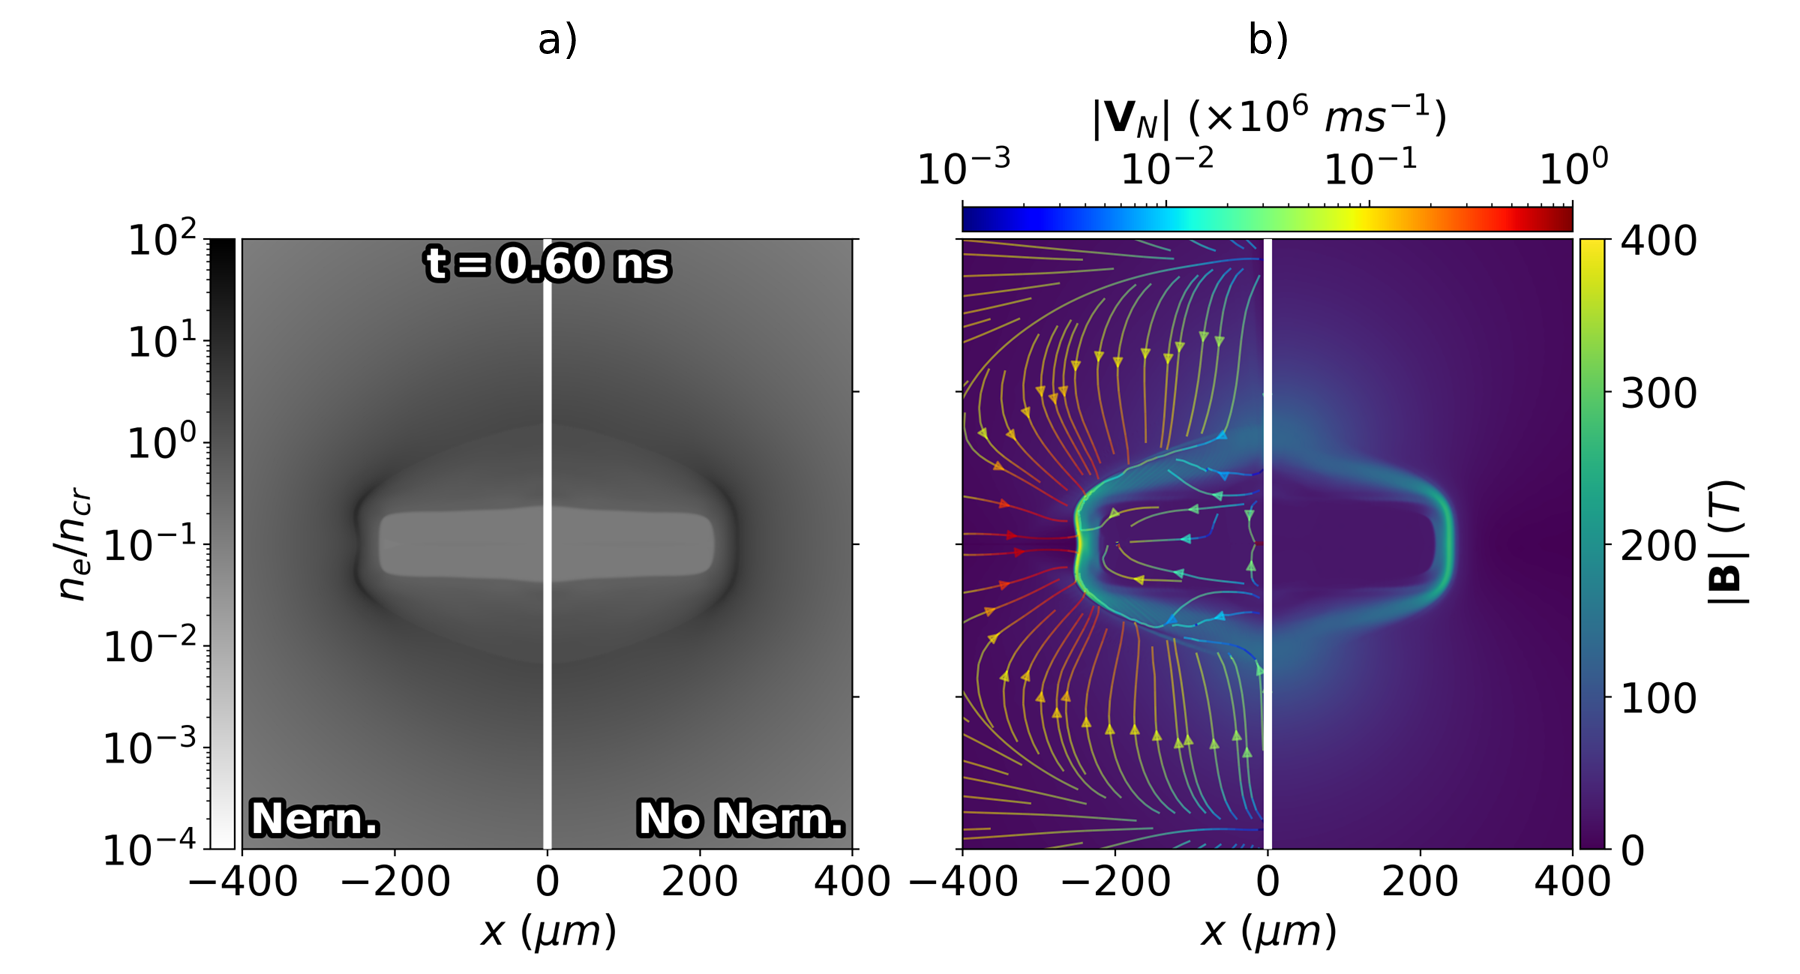 a)
b)
|V_N| (×10^6 ms^−1)
10^−3 10^−2 10^−1 10^0
10^2
10^1
10^0
10^−1
10^−2
10^−3
10^−4
n_e/n_cr
t = 0.60 ns
Nern.
No Nern.
−400 −200 0 200 400
x (μm)
−400 −200 0 200 400
x (μm)
400
300
200
100
0
|B| (T)